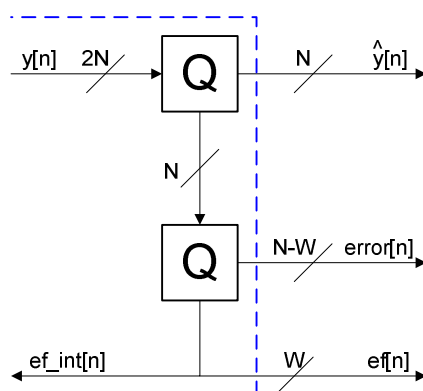 y[n] 2N Q N ŷ[n]
N
Q N-W error[n]
ef_int[n] W ef[n]